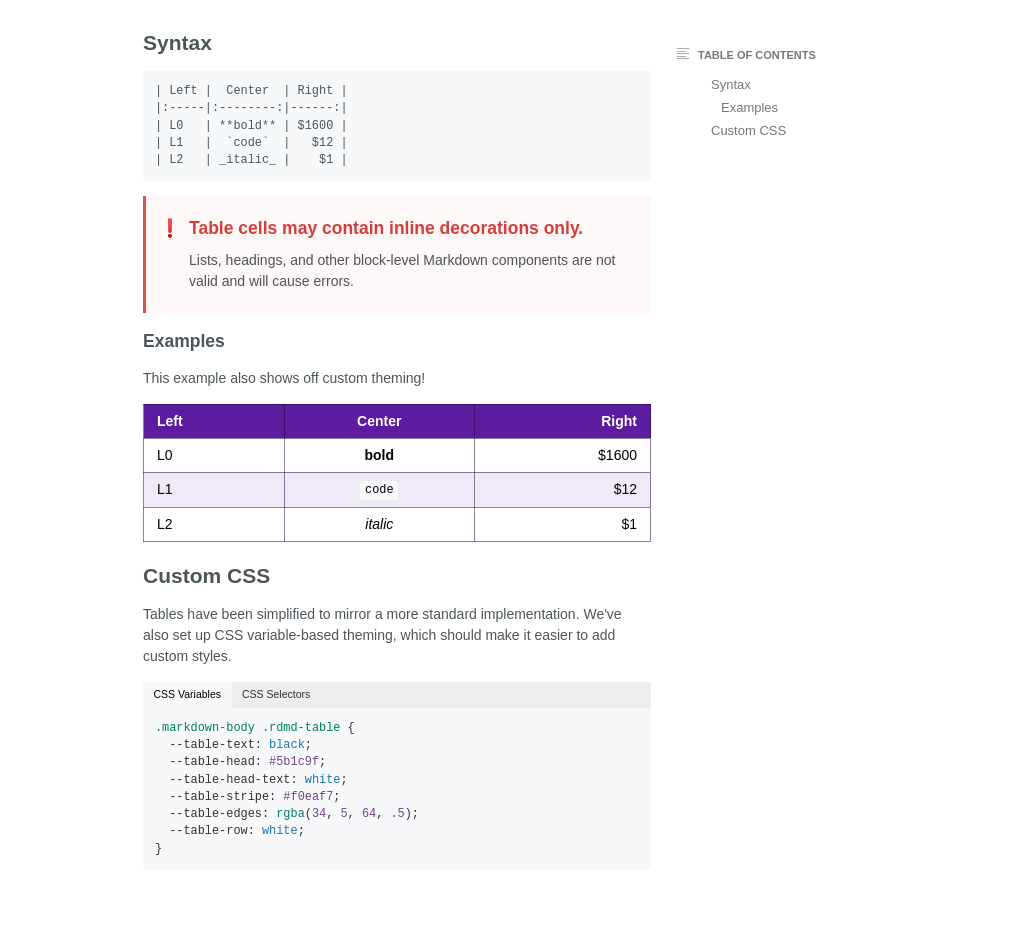 Syntax
| Left |  Center  | Right |
|:-----|:--------:|------:|
| L0   | **bold** | $1600 |
| L1   |  `code`  |   $12 |
| L2   | _italic_ |    $1 |
❗ Table cells may contain inline decorations only.
Lists, headings, and other block-level Markdown components are not
valid and will cause errors.
Examples
This example also shows off custom theming!
Left Center Right
L0 bold $1600
L1 code $12
L2 italic $1
Custom CSS
Tables have been simplified to mirror a more standard implementation. We've
also set up CSS variable-based theming, which should make it easier to add
custom styles.
CSS Variables CSS Selectors
.markdown-body .rdmd-table {
  --table-text: black;
  --table-head: #5b1c9f;
  --table-head-text: white;
  --table-stripe: #f0eaf7;
  --table-edges: rgba(34, 5, 64, .5);
  --table-row: white;
}
TABLE OF CONTENTS
Syntax
Examples
Custom CSS